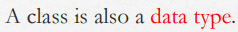 A class is also a data type.